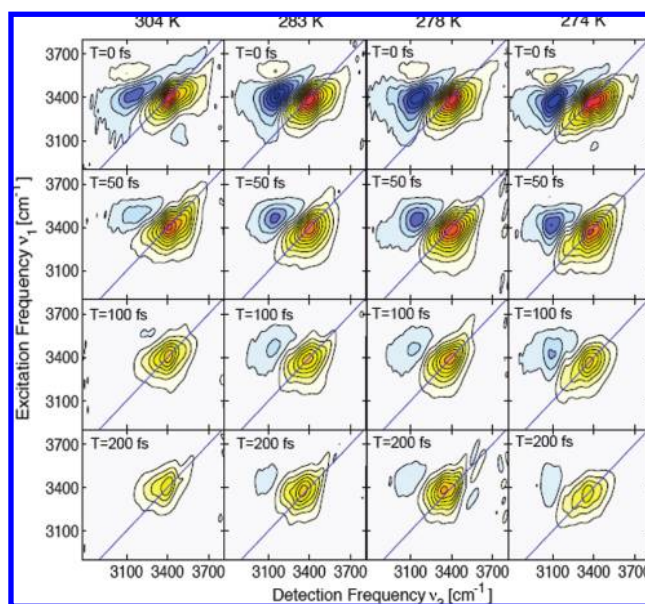 304 K 283 K 278 K 274 K
3700 T=0 fs T=0 fs T=0 fs T=0 fs
3400
3100
3700 T=50 fs T=50 fs T=50 fs T=50 fs
3400
3100
3700 T=100 fs T=100 fs T=100 fs T=100 fs
3400
3100
3700 T=200 fs T=200 fs T=200 fs T=200 fs
3400
3100
Excitation Frequency ν1 [cm-1]
3100 3400 3700 3100 3400 3700 3100 3400 3700 3100 3400 3700
Detection Frequency ν3 [cm-1]